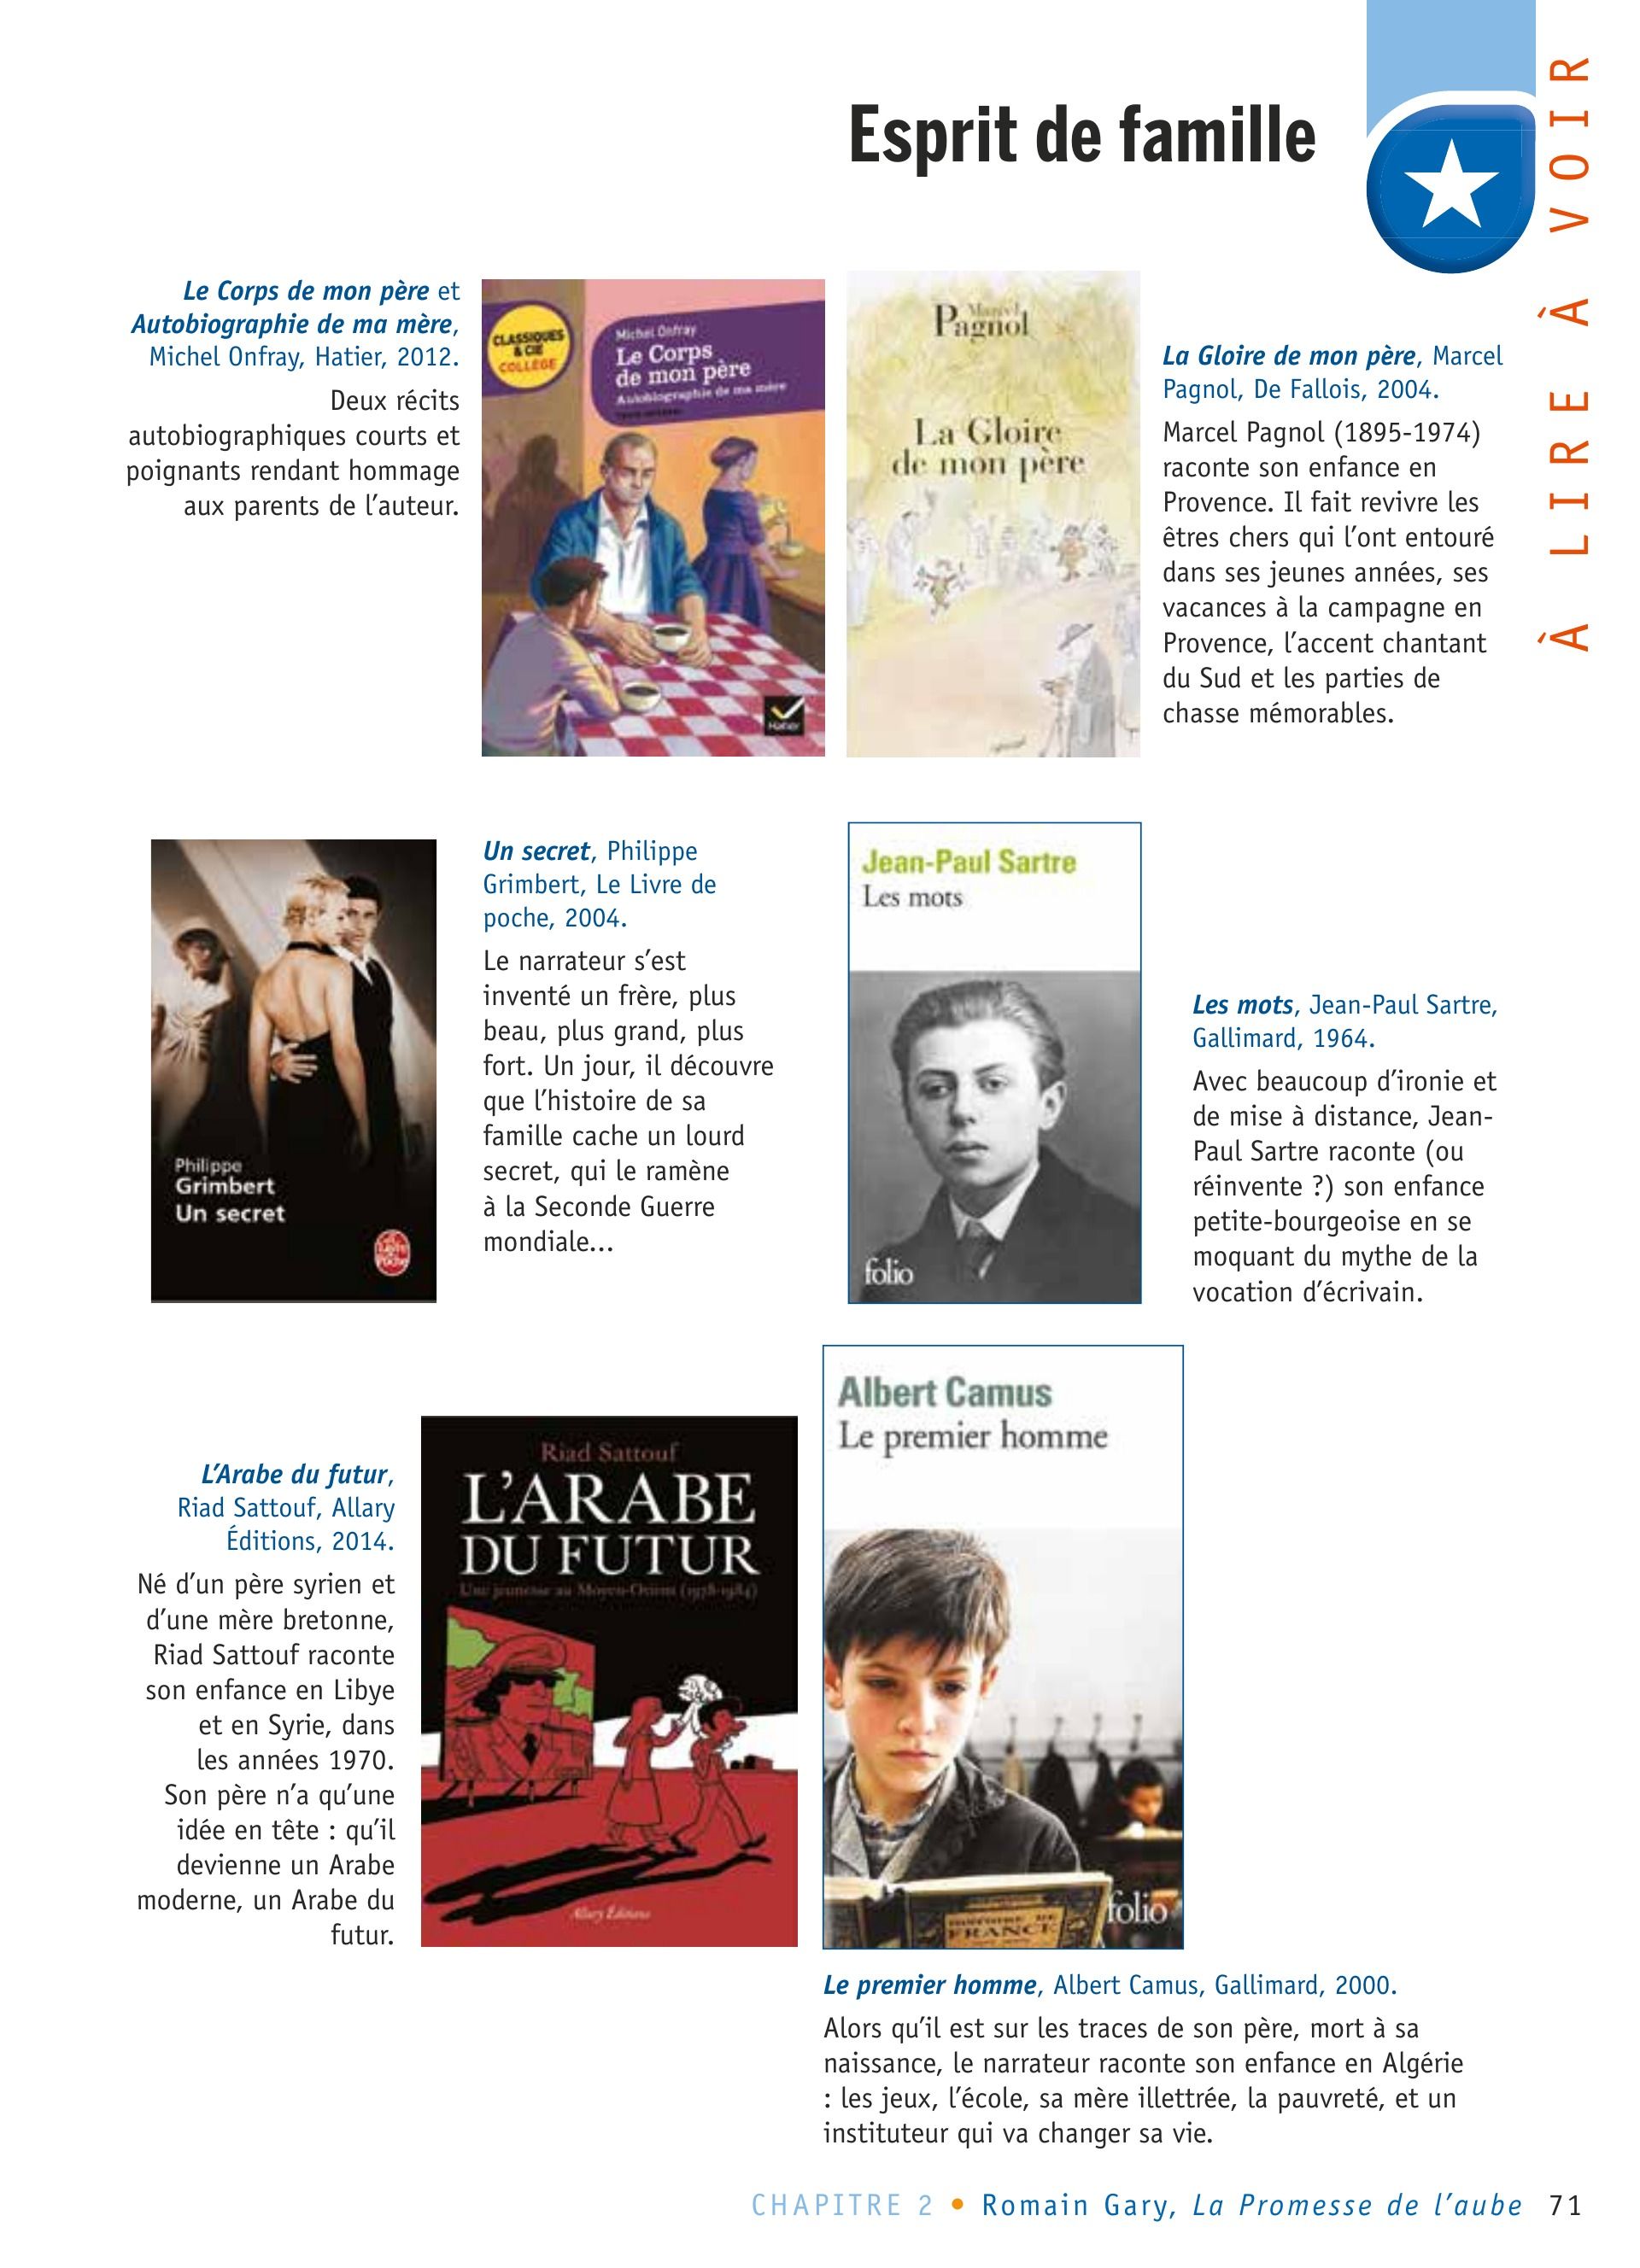 Esprit de famille
À LIRE À VOIR
Le Corps de mon père et
Autobiographie de ma mère,
Michel Onfray, Hatier, 2012.
Deux récits
autobiographiques courts et
poignants rendant hommage
aux parents de l’auteur.
CLASSIQUES
& CIE
COLLÈGE
Michel Onfray
Le Corps
de mon père
Autobiographie de ma mère
Hatier
Marcel
Pagnol
La Gloire
de mon père
La Gloire de mon père, Marcel
Pagnol, De Fallois, 2004.
Marcel Pagnol (1895-1974)
raconte son enfance en
Provence. Il fait revivre les
êtres chers qui l’ont entouré
dans ses jeunes années, ses
vacances à la campagne en
Provence, l’accent chantant
du Sud et les parties de
chasse mémorables.
Philippe
Grimbert
Un secret
Le Livre
de Poche
Un secret, Philippe
Grimbert, Le Livre de
poche, 2004.
Le narrateur s’est
inventé un frère, plus
beau, plus grand, plus
fort. Un jour, il découvre
que l’histoire de sa
famille cache un lourd
secret, qui le ramène
à la Seconde Guerre
mondiale…
Jean-Paul Sartre
Les mots
folio
Les mots, Jean-Paul Sartre,
Gallimard, 1964.
Avec beaucoup d’ironie et
de mise à distance, Jean-
Paul Sartre raconte (ou
réinvente ?) son enfance
petite-bourgeoise en se
moquant du mythe de la
vocation d’écrivain.
L’Arabe du futur,
Riad Sattouf, Allary
Éditions, 2014.
Né d’un père syrien et
d’une mère bretonne,
Riad Sattouf raconte
son enfance en Libye
et en Syrie, dans
les années 1970.
Son père n’a qu’une
idée en tête : qu’il
devienne un Arabe
moderne, un Arabe du
futur.
Riad Sattouf
L’ARABE
DU FUTUR
Une jeunesse au Moyen-Orient (1978-1984)
Allary Éditions
Albert Camus
Le premier homme
HISTOIRE DE
FRANCE
folio
Le premier homme, Albert Camus, Gallimard, 2000.
Alors qu’il est sur les traces de son père, mort à sa
naissance, le narrateur raconte son enfance en Algérie
: les jeux, l’école, sa mère illettrée, la pauvreté, et un
instituteur qui va changer sa vie.
CHAPITRE 2 • Romain Gary, La Promesse de l’aube 71